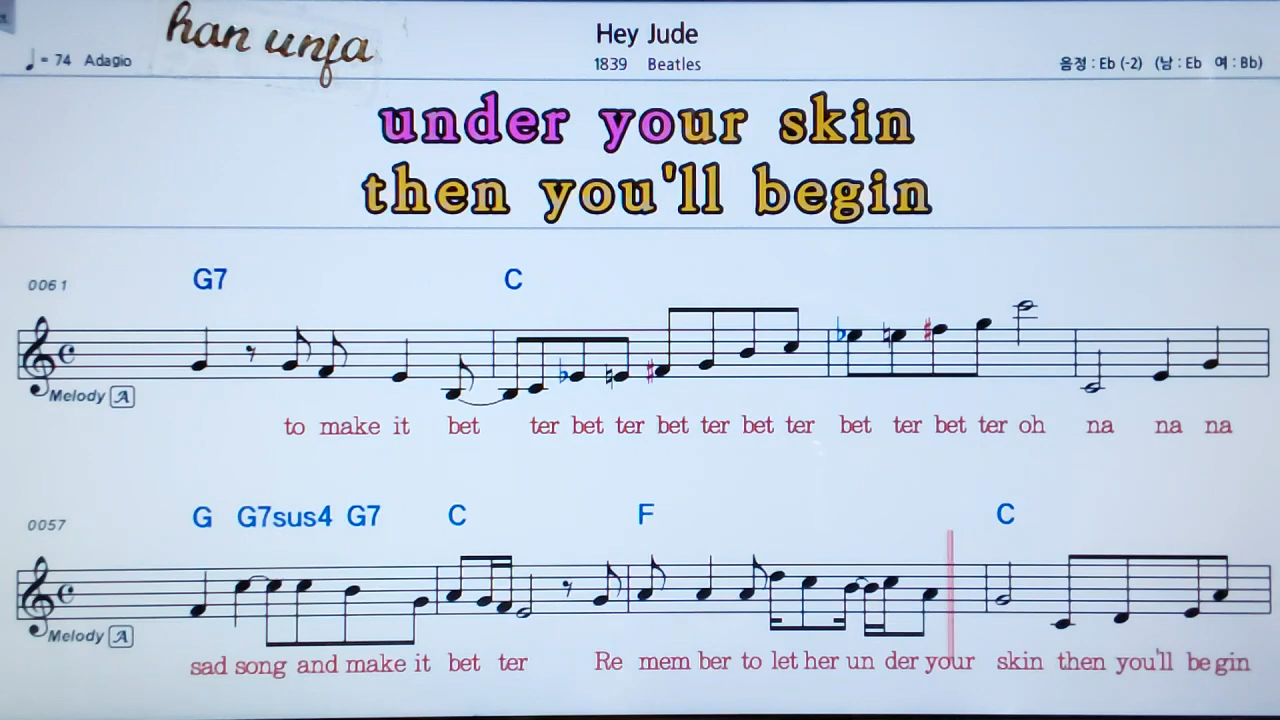 han unfa
Hey Jude
♩= 74 Adagio
1839 Beatles
음정 : Eb (-2) (남 : Eb 여 : Bb)
under your skin
then you'll begin
0061
G7 C
Melody A
to make it bet ter bet ter bet ter bet ter bet ter bet ter oh na na na
0057
G G7sus4 G7 C F C
Melody A
sad song and make it bet ter Re mem ber to let her un der your skin then you'll be gin